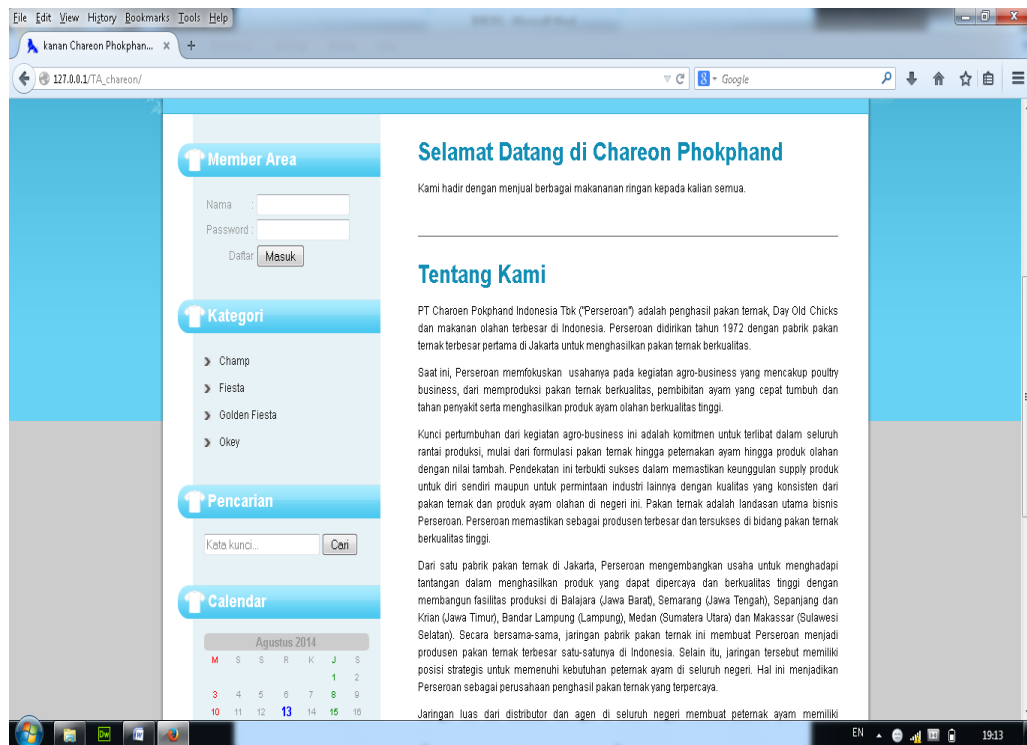 File Edit View History Bookmarks Tools Help
kanan Chareon Phokphan... × +
127.0.0.1/TA_chareon/
Google
Member Area
Nama :
Password :
Daftar Masuk
Kategori
Champ
Fiesta
Golden Fiesta
Okey
Pencarian
Kata kunci... Cari
Calendar
Agustus 2014
M S S R K J S
1 2
3 4 5 6 7 8 9
10 11 12 13 14 15 16
Selamat Datang di Chareon Phokphand
Kami hadir dengan menjual berbagai makananan ringan kepada kalian semua.
Tentang Kami
PT Charoen Pokphand Indonesia Tbk ("Perseroan") adalah penghasil pakan ternak, Day Old Chicks
dan makanan olahan terbesar di Indonesia. Perseroan didirikan tahun 1972 dengan pabrik pakan
ternak terbesar pertama di Jakarta untuk menghasilkan pakan ternak berkualitas.
Saat ini, Perseroan memfokuskan usahanya pada kegiatan agro-business yang mencakup poultry
business, dari memproduksi pakan ternak berkualitas, pembibitan ayam yang cepat tumbuh dan
tahan penyakit serta menghasilkan produk ayam olahan berkualitas tinggi.
Kunci pertumbuhan dari kegiatan agro-business ini adalah komitmen untuk terlibat dalam seluruh
rantai produksi, mulai dari formulasi pakan ternak hingga peternakan ayam hingga produk olahan
dengan nilai tambah. Pendekatan ini terbukti sukses dalam memastikan keunggulan supply produk
untuk diri sendiri maupun untuk permintaan industri lainnya dengan kualitas yang konsisten dari
pakan ternak dan produk ayam olahan di negeri ini. Pakan ternak adalah landasan utama bisnis
Perseroan. Perseroan memastikan sebagai produsen terbesar dan tersukses di bidang pakan ternak
berkualitas tinggi.
Dari satu pabrik pakan ternak di Jakarta, Perseroan mengembangkan usaha untuk menghadapi
tantangan dalam menghasilkan produk yang dapat dipercaya dan berkualitas tinggi dengan
membangun fasilitas produksi di Balajara (Jawa Barat), Semarang (Jawa Tengah), Sepanjang dan
Krian (Jawa Timur), Bandar Lampung (Lampung), Medan (Sumatera Utara) dan Makassar (Sulawesi
Selatan). Secara bersama-sama, jaringan pabrik pakan ternak ini membuat Perseroan menjadi
produsen pakan ternak terbesar satu-satunya di Indonesia. Selain itu, jaringan tersebut memiliki
posisi strategis untuk memenuhi kebutuhan peternak ayam di seluruh negeri. Hal ini menjadikan
Perseroan sebagai perusahaan penghasil pakan ternak yang terpercaya.
Jaringan luas dari distributor dan agen di seluruh negeri membuat peternak ayam memiliki
EN 19:13